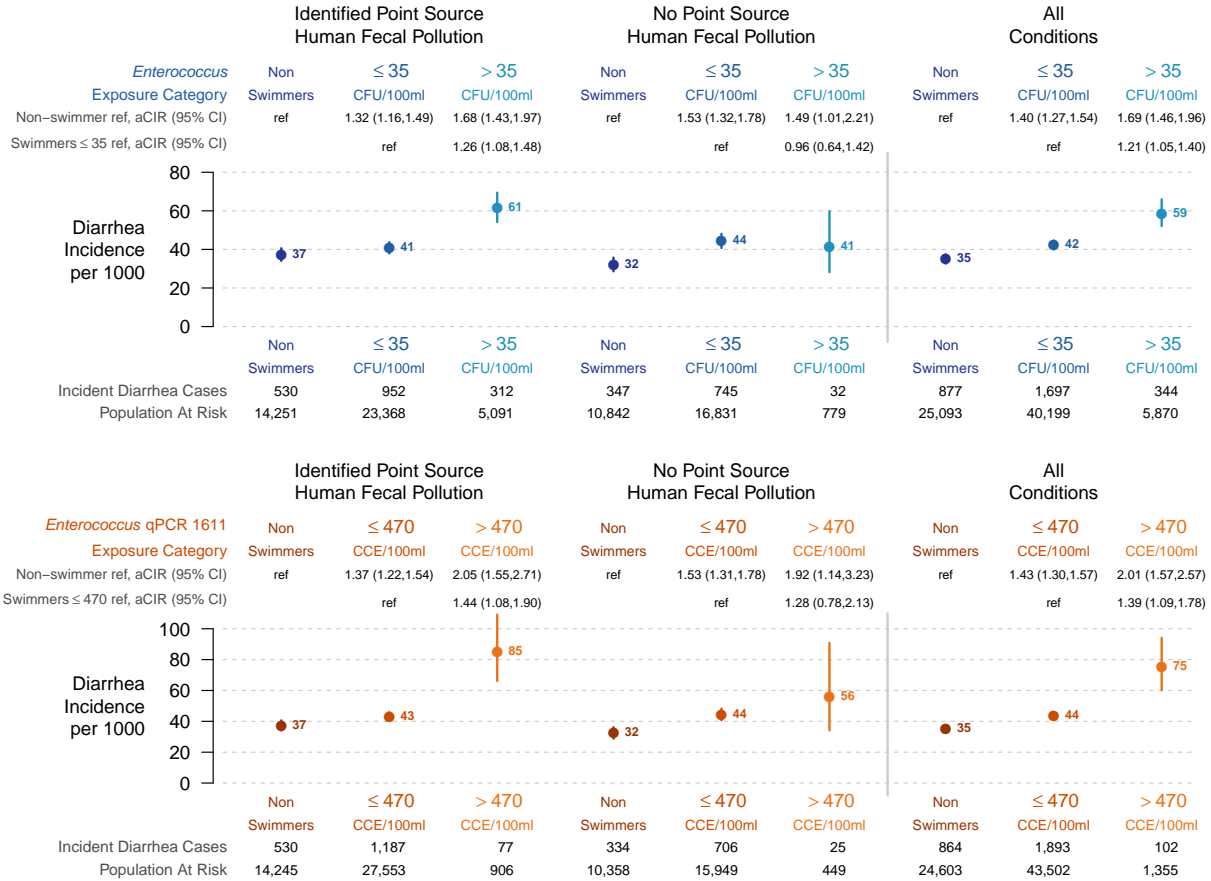 Identified Point Source No Point Source All
Human Fecal Pollution Human Fecal Pollution Conditions
Enterococcus Non ≤ 35 > 35 Non ≤ 35 > 35 Non ≤ 35 > 35
Exposure Category Swimmers CFU/100ml CFU/100ml Swimmers CFU/100ml CFU/100ml Swimmers CFU/100ml CFU/100ml
Non−swimmer ref, aCIR (95% CI) ref 1.32 (1.16,1.49) 1.68 (1.43,1.97) ref 1.53 (1.32,1.78) 1.49 (1.01,2.21) ref 1.40 (1.27,1.54) 1.69 (1.46,1.96)
Swimmers ≤ 35 ref, aCIR (95% CI) ref 1.26 (1.08,1.48) ref 0.96 (0.64,1.42) ref 1.21 (1.05,1.40)
80
60 61 59
Diarrhea
Incidence
per 1000
40 37 41 32 44 41 35 42
20
0
Non ≤ 35 > 35 Non ≤ 35 > 35 Non ≤ 35 > 35
Swimmers CFU/100ml CFU/100ml Swimmers CFU/100ml CFU/100ml Swimmers CFU/100ml CFU/100ml
Incident Diarrhea Cases 530 952 312 347 745 32 877 1,697 344
Population At Risk 14,251 23,368 5,091 10,842 16,831 779 25,093 40,199 5,870
Identified Point Source No Point Source All
Human Fecal Pollution Human Fecal Pollution Conditions
Enterococcus qPCR 1611 Non ≤ 470 > 470 Non ≤ 470 > 470 Non ≤ 470 > 470
Exposure Category Swimmers CCE/100ml CCE/100ml Swimmers CCE/100ml CCE/100ml Swimmers CCE/100ml CCE/100ml
Non−swimmer ref, aCIR (95% CI) ref 1.37 (1.22,1.54) 2.05 (1.55,2.71) ref 1.53 (1.31,1.78) 1.92 (1.14,3.23) ref 1.43 (1.30,1.57) 2.01 (1.57,2.57)
Swimmers ≤ 470 ref, aCIR (95% CI) ref 1.44 (1.08,1.90) ref 1.28 (0.78,2.13) ref 1.39 (1.09,1.78)
100
80 85 75
Diarrhea
Incidence
per 1000
60 56
40 37 43 32 44 35 44
20
0
Non ≤ 470 > 470 Non ≤ 470 > 470 Non ≤ 470 > 470
Swimmers CCE/100ml CCE/100ml Swimmers CCE/100ml CCE/100ml Swimmers CCE/100ml CCE/100ml
Incident Diarrhea Cases 530 1,187 77 334 706 25 864 1,893 102
Population At Risk 14,245 27,553 906 10,358 15,949 449 24,603 43,502 1,355